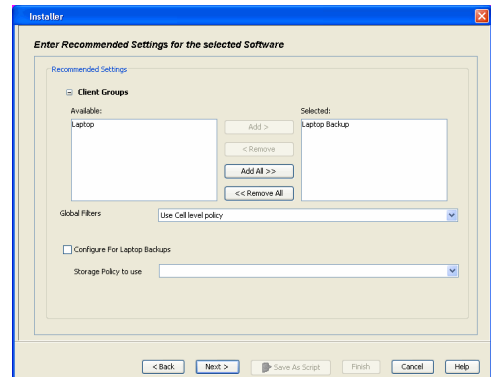 Installer
Enter Recommended Settings for the selected Software
Recommended Settings
Client Groups
Available:
Selected:
Laptop
Laptop Backup
Add >
< Remove
Add All >>
<< Remove All
Global Filters
Use Cell level policy
Configure For Laptop Backups
Storage Policy to use
< Back
Next >
Save As Script
Finish
Cancel
Help